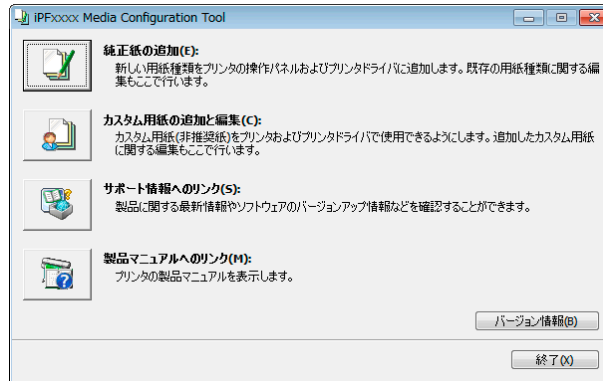 iPFxxxx Media Configuration Tool
純正紙の追加(E):
新しい用紙種類をプリンタの操作パネルおよびプリンタドライバに追加します。既存の用紙種類に関する編
集もここで行います。
カスタム用紙の追加と編集(C):
カスタム用紙(非推奨紙)をプリンタおよびプリンタドライバで使用できるようにします。追加したカスタム用紙
に関する編集もここで行います。
サポート情報へのリンク(S):
製品に関する最新情報やソフトウェアのバージョンアップ情報などを確認することができます。
製品マニュアルへのリンク(M):
プリンタの製品マニュアルを表示します。
バージョン情報(B)
終了(X)